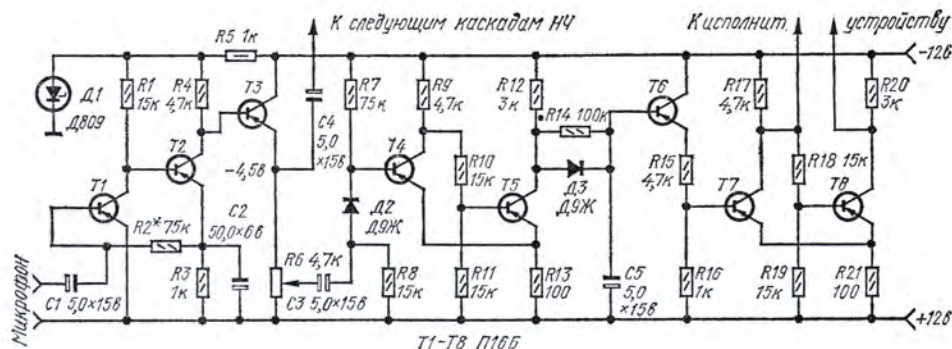 К следующим каскадам НЧ
К исполнит. устройству
R5 1к
-12в
Д1
Д809
R1
15к
R4
4,7к
T3
C4
5,0
×15в
R7
75к
R9
4,7к
R12
3к
R14 100к
T6
R17
4,7к
R20
3к
T2
-4,5в
T4
R10
15к
Д3
Д9Ж
R15
4,7к
R18 15к
T1
R2* 75к
C2
50,0×6в
Д2
Д9Ж
T5
T7
T8
Микрофон
C1 5,0×15в
R3
1к
R6 4,7к
C3 5,0×15в
R8
15к
R11
15к
R13
100
C5
5,0
×15в
R16
1к
R19
15к
R21
100
+12в
T1-T8 П16Б